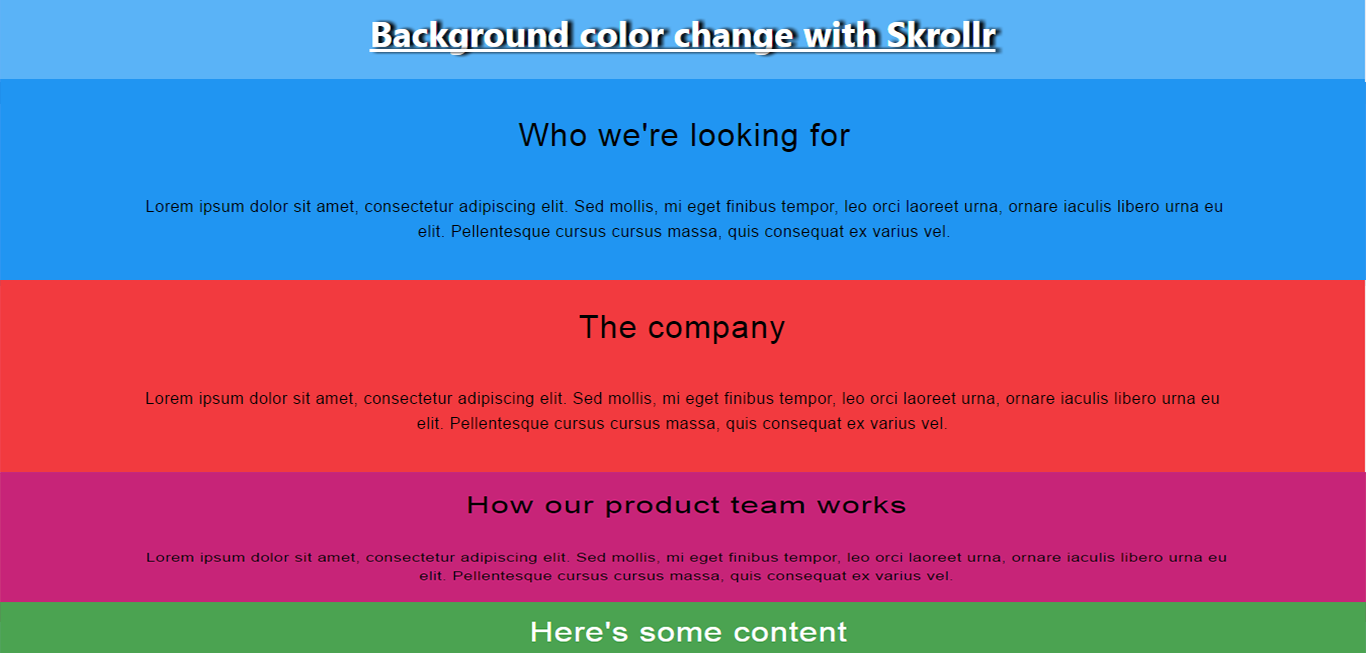 Background color change with Skrollr
Who we're looking for
Lorem ipsum dolor sit amet, consectetur adipiscing elit. Sed mollis, mi eget finibus tempor, leo orci laoreet urna, ornare iaculis libero urna eu
elit. Pellentesque cursus cursus massa, quis consequat ex varius vel.
The company
Lorem ipsum dolor sit amet, consectetur adipiscing elit. Sed mollis, mi eget finibus tempor, leo orci laoreet urna, ornare iaculis libero urna eu
elit. Pellentesque cursus cursus massa, quis consequat ex varius vel.
How our product team works
Lorem ipsum dolor sit amet, consectetur adipiscing elit. Sed mollis, mi eget finibus tempor, leo orci laoreet urna, ornare iaculis libero urna eu
elit. Pellentesque cursus cursus massa, quis consequat ex varius vel.
Here's some content